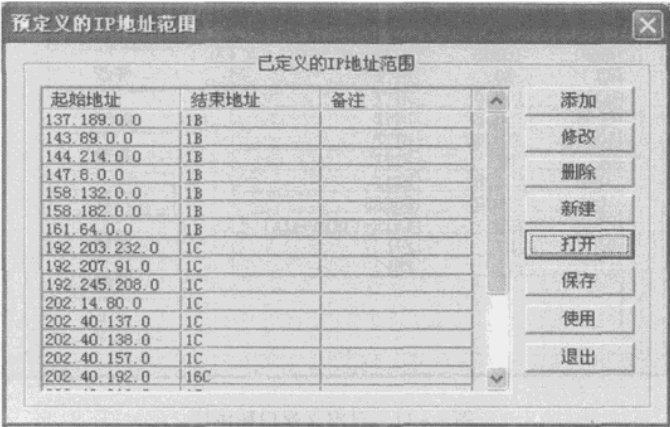 预定义的IP地址范围
已定义的IP地址范围
起始地址 结束地址 备注
137.189.0.0 1B
143.89.0.0 1B
144.214.0.0 1B
147.8.0.0 1B
158.132.0.0 1B
158.182.0.0 1B
161.64.0.0 1B
192.203.232.0 1C
192.207.91.0 1C
192.245.208.0 1C
202.14.80.0 1C
202.40.137.0 1C
202.40.138.0 1C
202.40.157.0 1C
202.40.192.0 16C
添加
修改
删除
新建
打开
保存
使用
退出